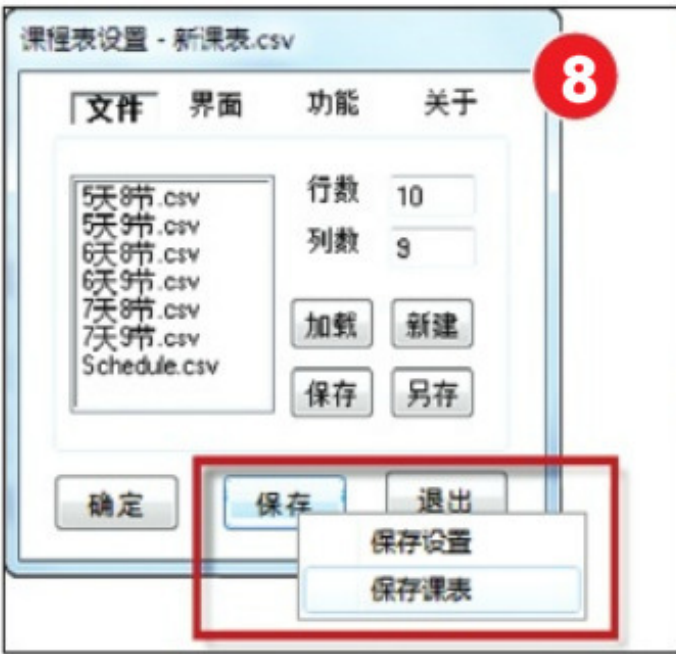 课程表设置 - 新课表.csv
8
文件 界面 功能 关于
5天8节.csv
5天9节.csv
6天8节.csv
6天9节.csv
7天8节.csv
7天9节.csv
Schedule.csv
行数 10
列数 9
加载 新建
保存 另存
确定 保存 退出
保存设置
保存课表